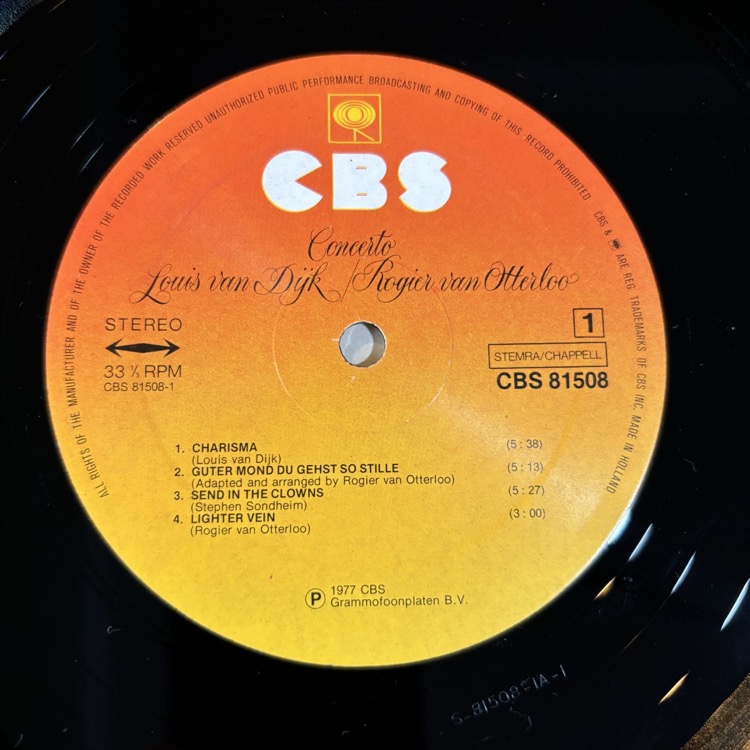 ALL RIGHTS OF THE MANUFACTURER AND OF THE OWNER OF THE RECORDED WORK RESERVED UNAUTHORIZED PUBLIC PERFORMANCE BROADCASTING AND COPYING OF THIS RECORD PROHIBITED CBS & ARE REG. TRADEMARKS OF CBS INC. MADE IN HOLLAND
CBS
Concerto
Louis van Dijk / Rogier van Otterloo
STEREO
33 ⅓ RPM
CBS 81508-1
1
STEMRA/CHAPPELL
CBS 81508
1. CHARISMA (5:38)
(Louis van Dijk)
2. GUTER MOND DU GEHST SO STILLE (5:13)
(Adapted and arranged by Rogier van Otterloo)
3. SEND IN THE CLOWNS (5:27)
(Stephen Sondheim)
4. LIGHTER VEIN (3:00)
(Rogier van Otterloo)
Ⓟ 1977 CBS
Grammofoonplaten B.V.
S-81508-1A-1